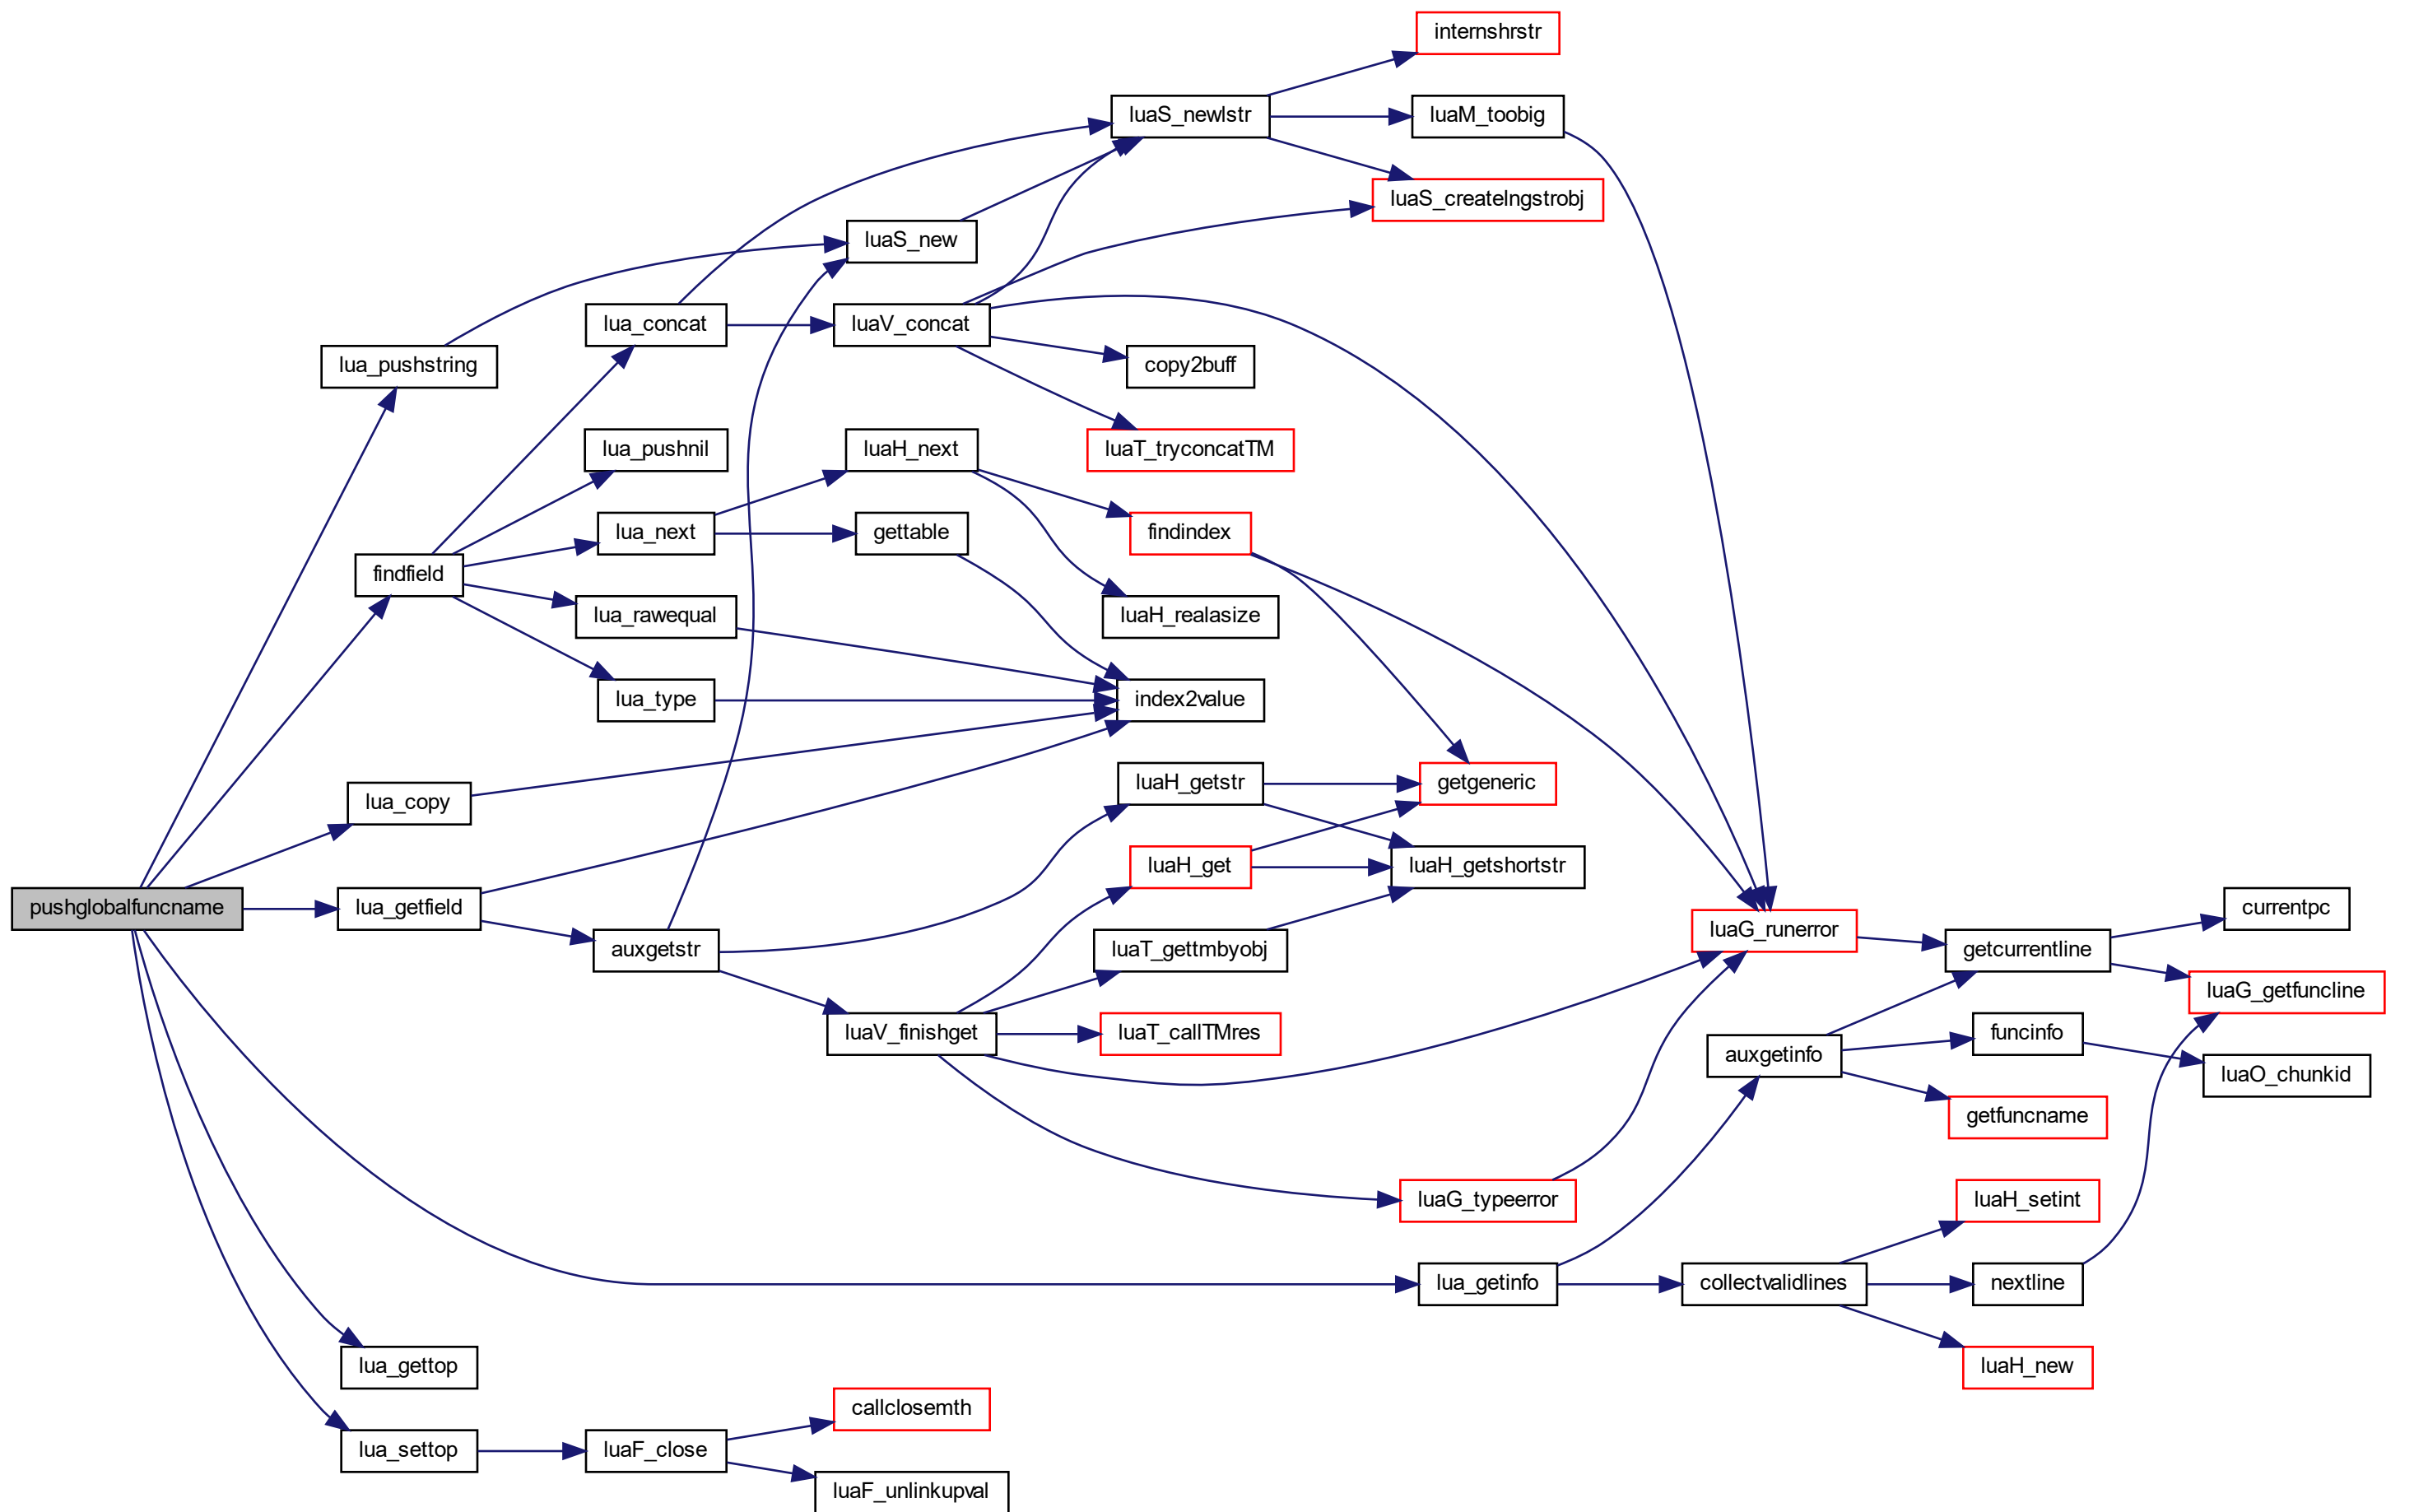 internshrstr
luaS_newlstr
luaM_toobig
luaS_createlngstrobj
luaS_new
lua_concat
luaV_concat
lua_pushstring
copy2buff
lua_pushnil
luaH_next
luaT_tryconcatTM
findfield
lua_next
gettable
findindex
lua_rawequal
luaH_realasize
lua_type
index2value
lua_copy
luaH_getstr
getgeneric
luaH_get
luaH_getshortstr
pushglobalfuncname
lua_getfield
auxgetstr
luaT_gettmbyobj
luaG_runerror
getcurrentline
currentpc
luaG_getfuncline
luaV_finishget
luaT_callTMres
auxgetinfo
funcinfo
luaO_chunkid
getfuncname
luaG_typeerror
luaH_setint
lua_getinfo
collectvalidlines
nextline
lua_gettop
luaH_new
callclosemth
lua_settop
luaF_close
luaF_unlinkupval